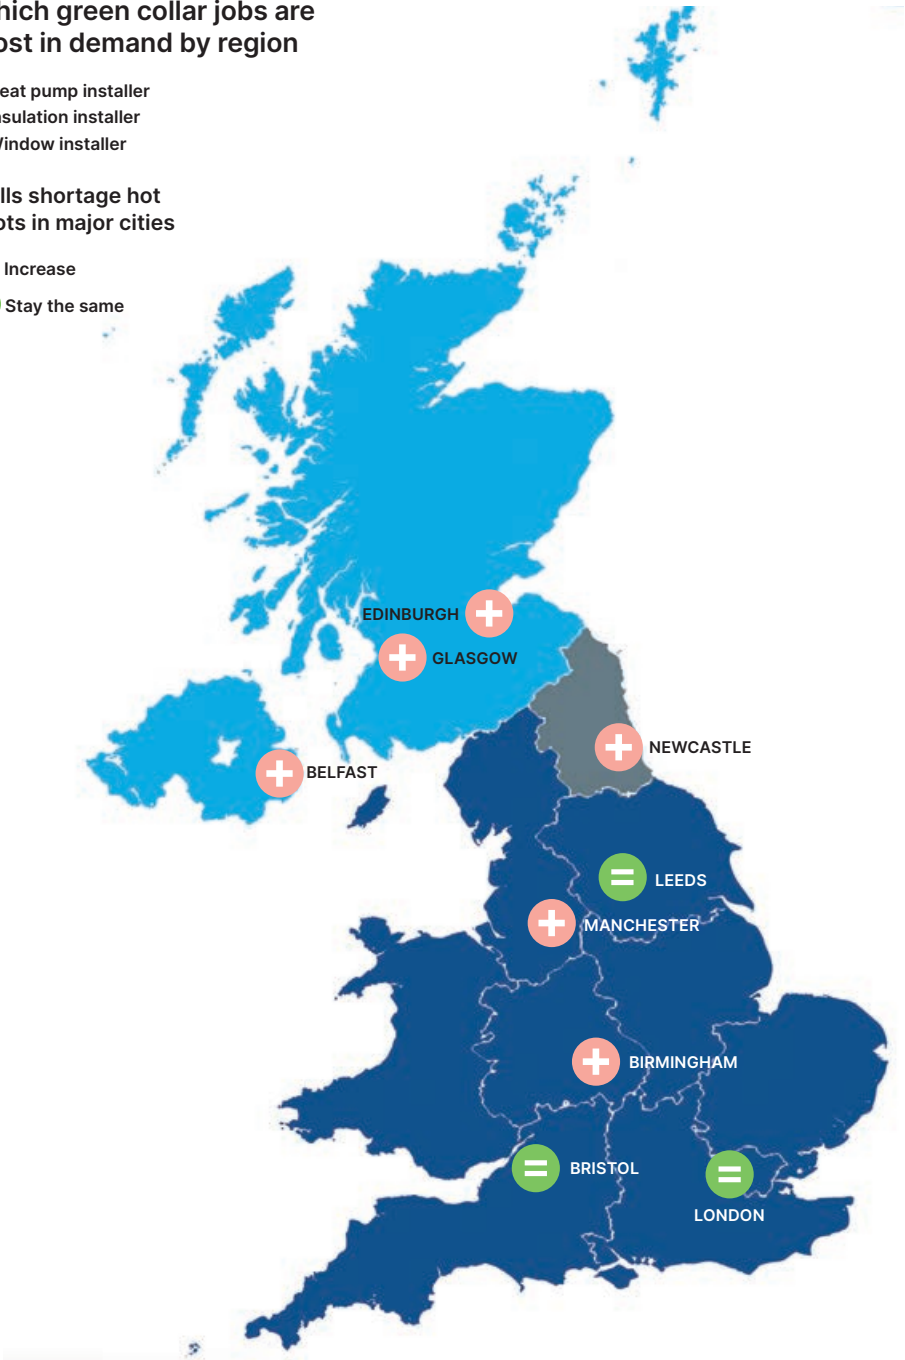 hich green collar jobs are
ost in demand by region
eat pump installer
sulation installer
Vindow installer
lls shortage hot
ots in major cities
Increase
Stay the same
EDINBURGH
GLASGOW
NEWCASTLE
BELFAST
LEEDS
MANCHESTER
BIRMINGHAM
BRISTOL
LONDON